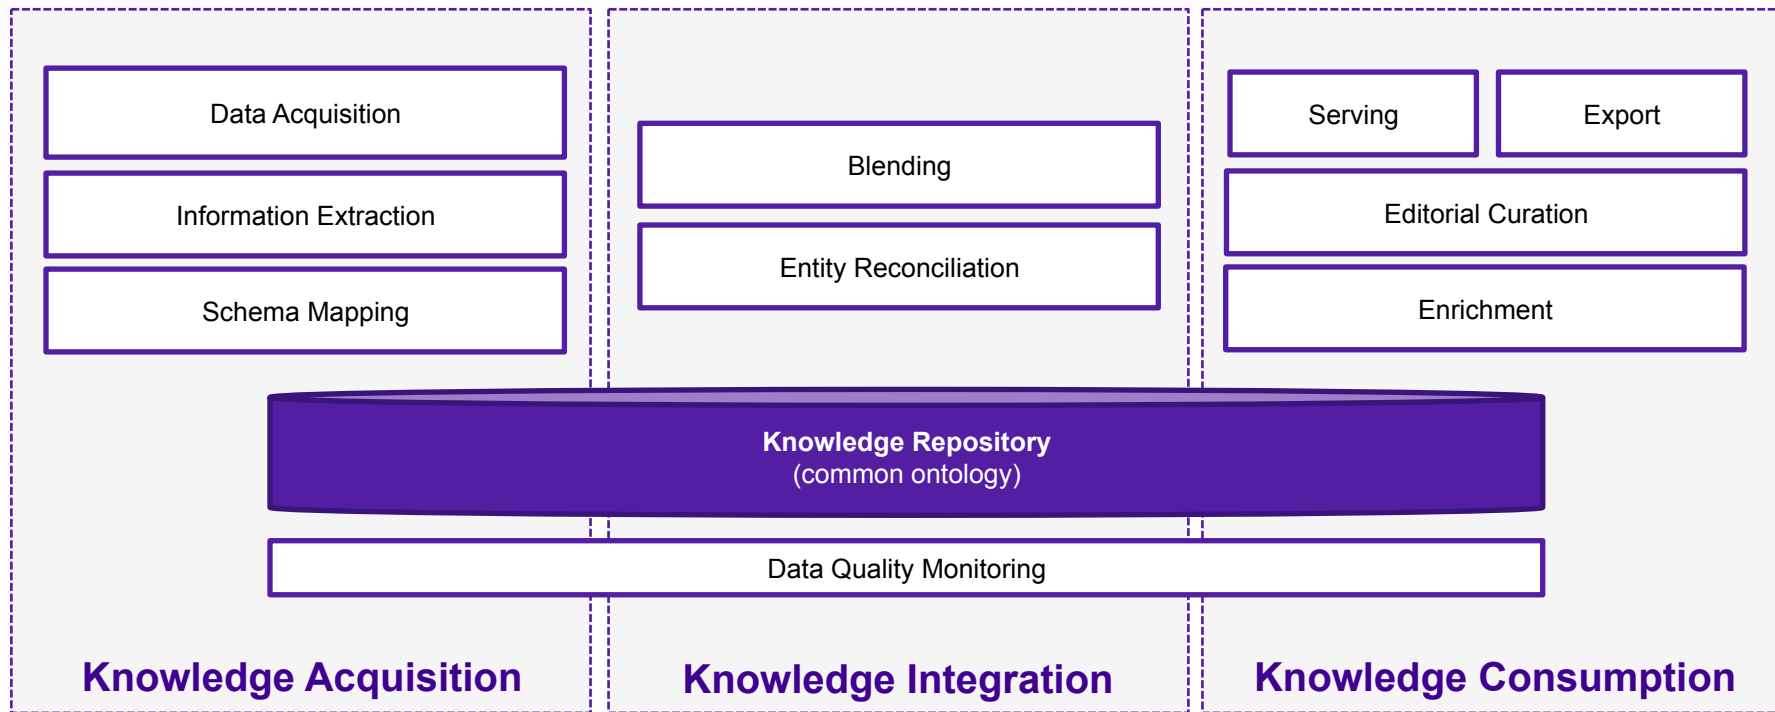 Data Acquisition
Information Extraction
Schema Mapping
Blending
Entity Reconciliation
Serving
Export
Editorial Curation
Enrichment
Knowledge Repository
(common ontology)
Data Quality Monitoring
Knowledge Acquisition
Knowledge Integration
Knowledge Consumption